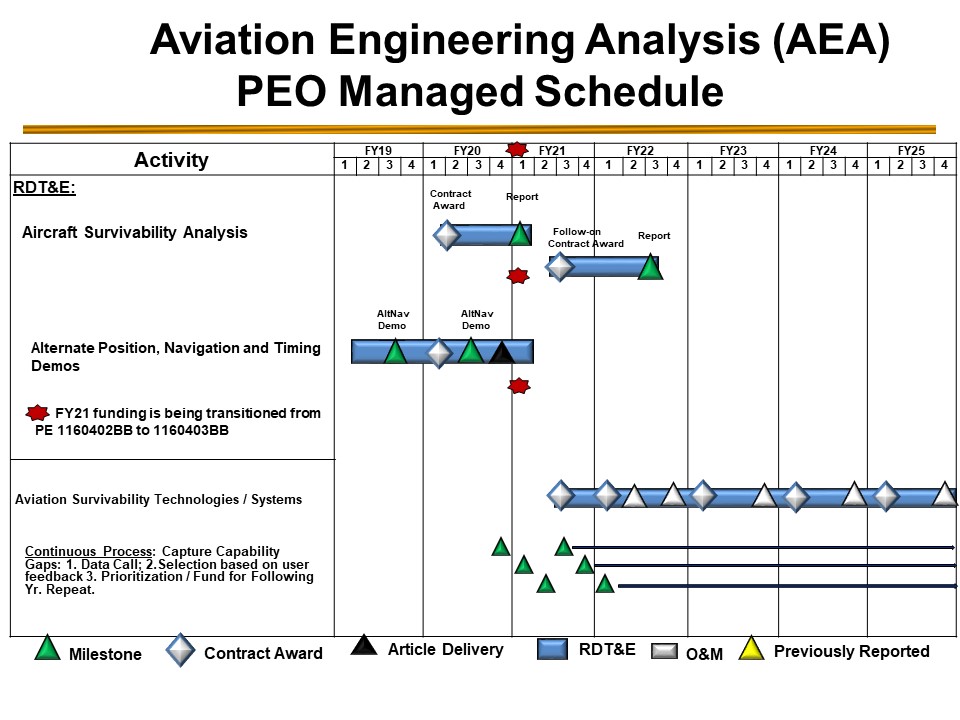 Aviation Engineering Analysis (AEA)
PEO Managed Schedule
Activity
FY19 FY20 FY21 FY22 FY23 FY24 FY25
1 2 3 4 1 2 3 4 1 2 3 4 1 2 3 4 1 2 3 4 1 2 3 4 1 2 3 4
RDT&E:
Contract
Award
Report
Aircraft Survivability Analysis
Follow-on
Contract Award
Report
AltNav
Demo
AltNav
Demo
Alternate Position, Navigation and Timing
Demos
FY21 funding is being transitioned from
PE 1160402BB to 1160403BB
Aviation Survivability Technologies / Systems
Continuous Process: Capture Capability
Gaps: 1. Data Call; 2.Selection based on user
feedback 3. Prioritization / Fund for Following
Yr. Repeat.
Milestone
Contract Award
Article Delivery
RDT&E
O&M
Previously Reported